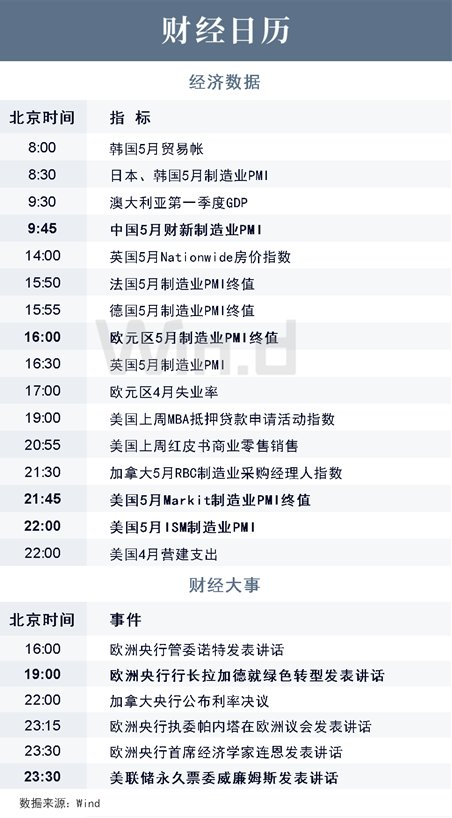 财经日历
经济数据
北京时间 指 标
8:00 韩国5月贸易帐
8:30 日本、韩国5月制造业PMI
9:30 澳大利亚第一季度GDP
9:45 中国5月财新制造业PMI
14:00 英国5月Nationwide房价指数
15:50 法国5月制造业PMI终值
15:55 德国5月制造业PMI终值
16:00 欧元区5月制造业PMI终值
16:30 英国5月制造业PMI
17:00 欧元区4月失业率
19:00 美国上周MBA抵押贷款申请活动指数
20:55 美国上周红皮书商业零售销售
21:30 加拿大5月RBC制造业采购经理人指数
21:45 美国5月Markit制造业PMI终值
22:00 美国5月ISM制造业PMI
22:00 美国4月营建支出
财经大事
北京时间 事件
16:00 欧洲央行管委诺特发表讲话
19:00 欧洲央行行长拉加德就绿色转型发表讲话
22:00 加拿大央行公布利率决议
23:15 欧洲央行执委帕内塔在欧洲议会发表讲话
23:30 欧洲央行首席经济学家连恩发表讲话
23:30 美联储永久票委威廉姆斯发表讲话
数据来源：Wind
Win.d